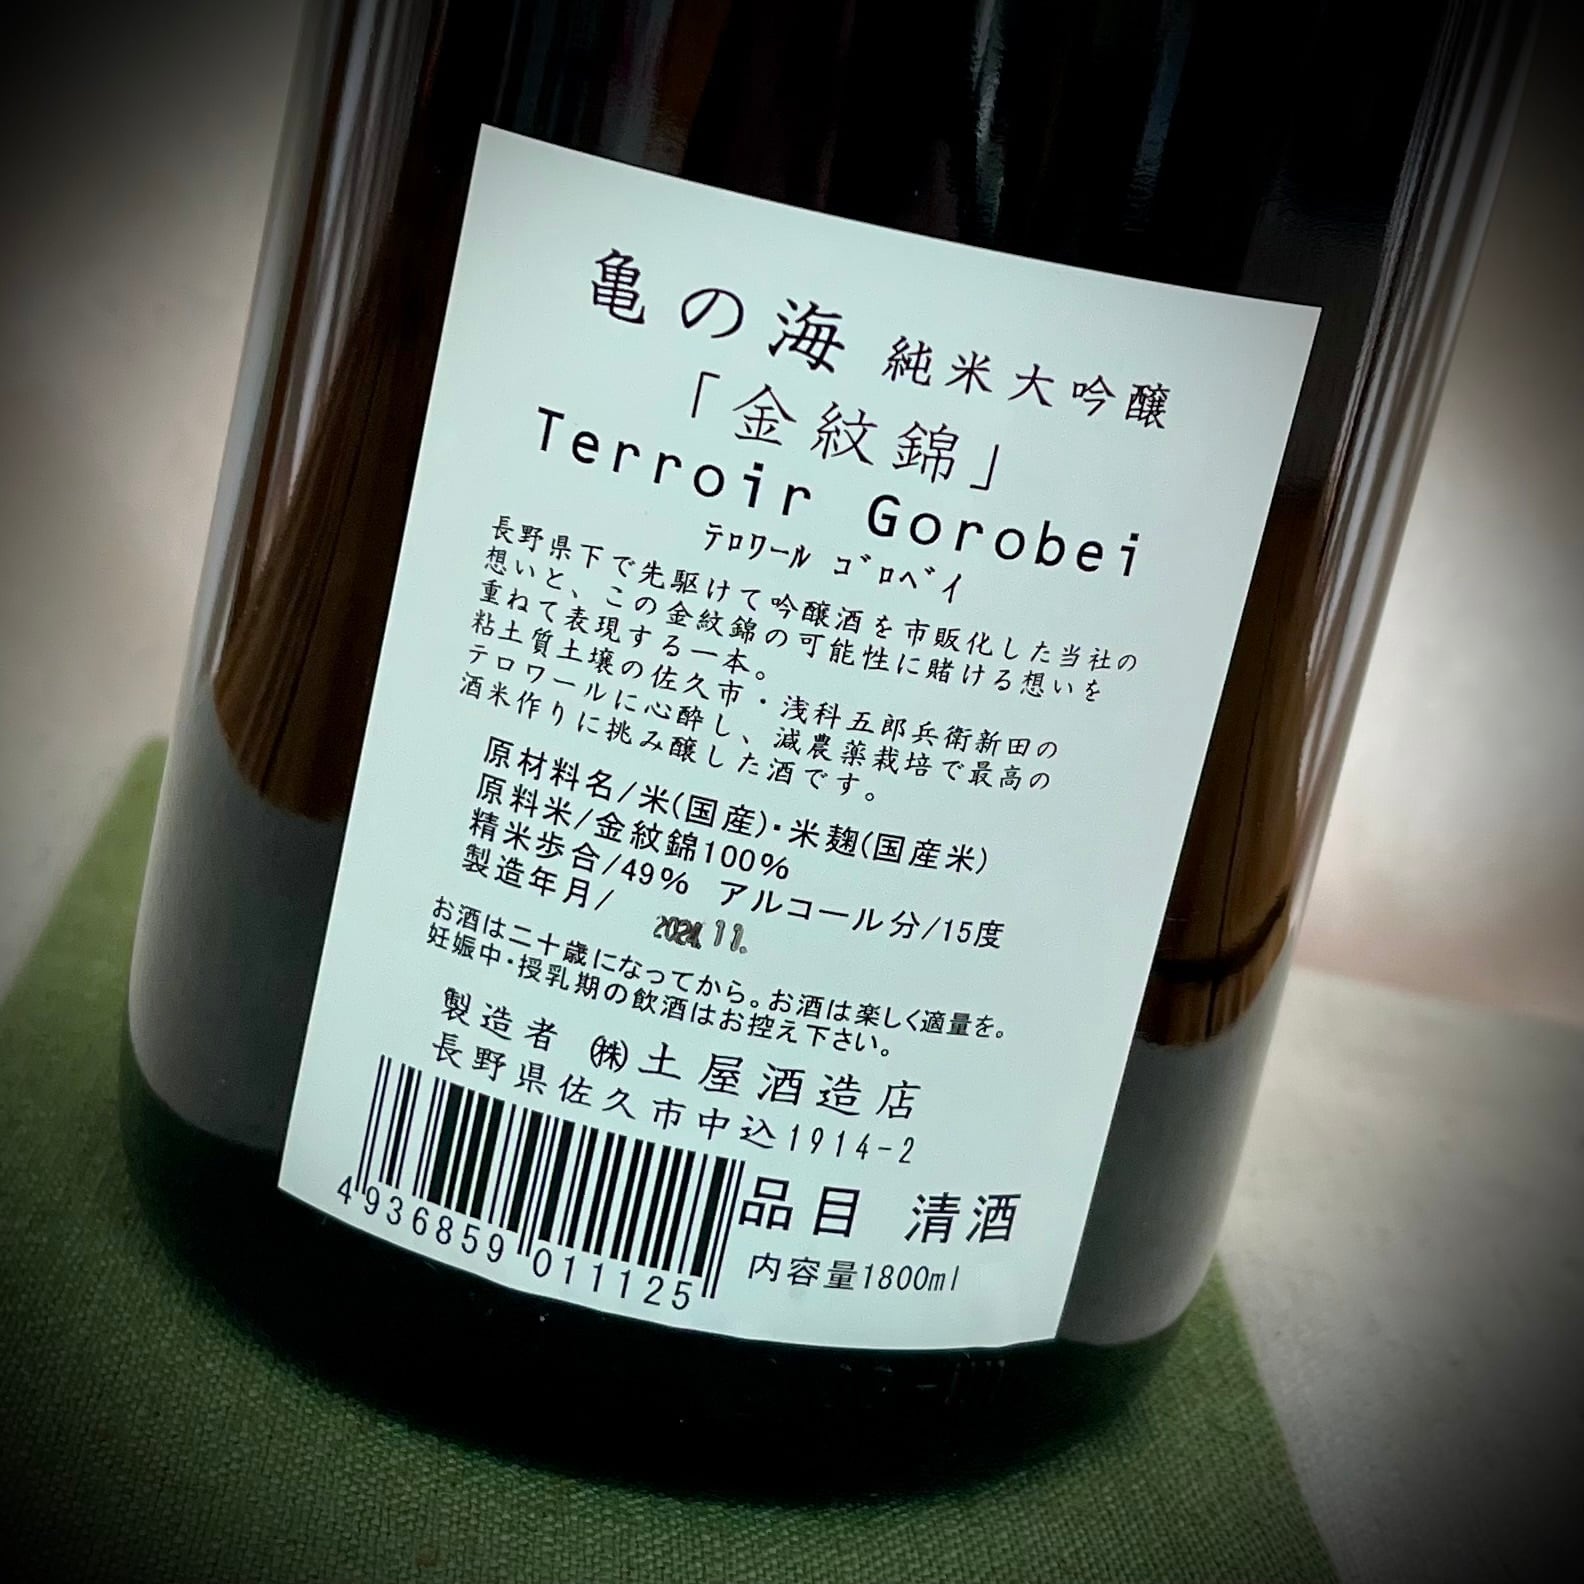 亀の海 純米大吟醸
「金紋錦」
Terroir Gorobei
ﾃﾛﾜｰﾙ ｺﾞﾛﾍﾞｲ
長野県下で先駆けて吟醸酒を市販化した当社の
想いと、この金紋錦の可能性に賭ける想いを
重ねて表現する一本。
粘土質土壌の佐久市・浅科五郎兵衛新田の
テロワールに心酔し、減農薬栽培で最高の
酒米作りに挑み醸した酒です。
原材料名/米(国産)・米麹(国産米)
原料米/金紋錦100%
精米歩合/49% アルコール分/15度
製造年月/ 2024.11.
お酒は二十歳になってから。お酒は楽しく適量を。
妊娠中・授乳期の飲酒はお控え下さい。
製造者 ㈱土屋酒造店
長野県佐久市中込1914-2
品目 清酒
内容量1800ml
4936859011125